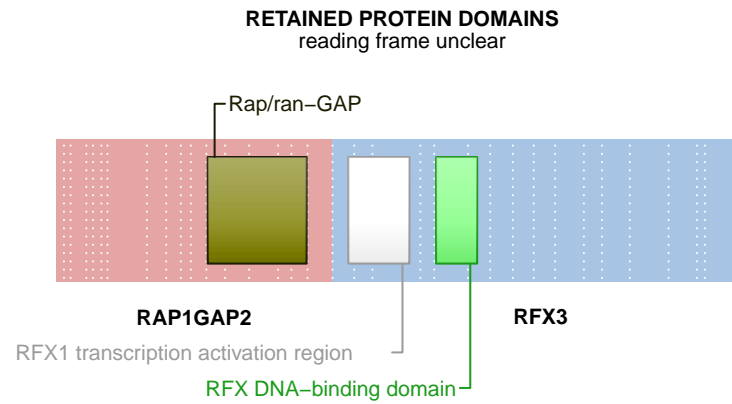 RETAINED PROTEIN DOMAINS
reading frame unclear
Rap/ran−GAP
RAP1GAP2
RFX3
RFX1 transcription activation region
RFX DNA−binding domain